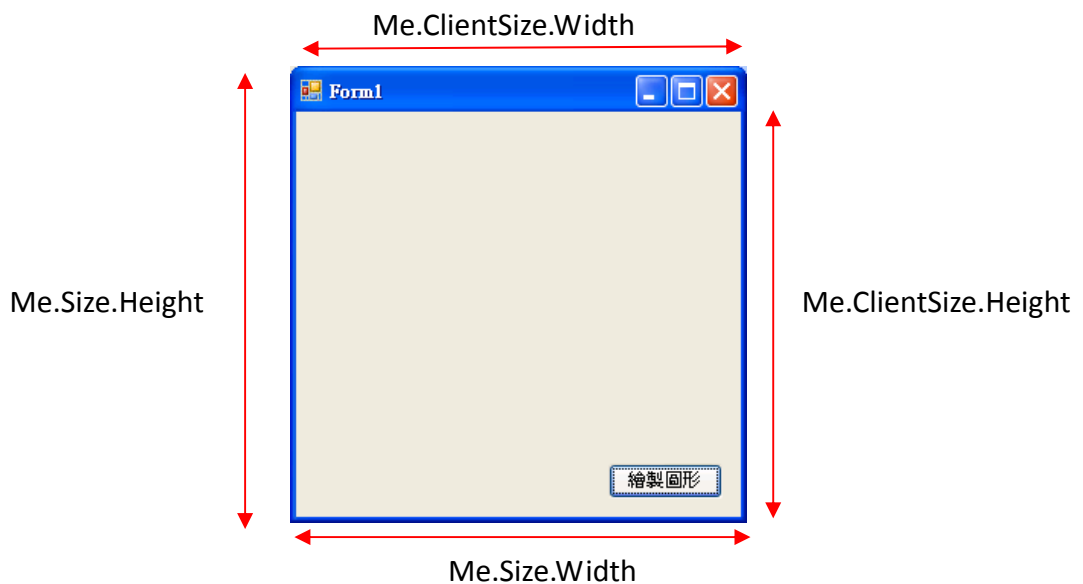 Me.ClientSize.Width
Form1
Me.Size.Height
Me.ClientSize.Height
繪製圖形
Me.Size.Width